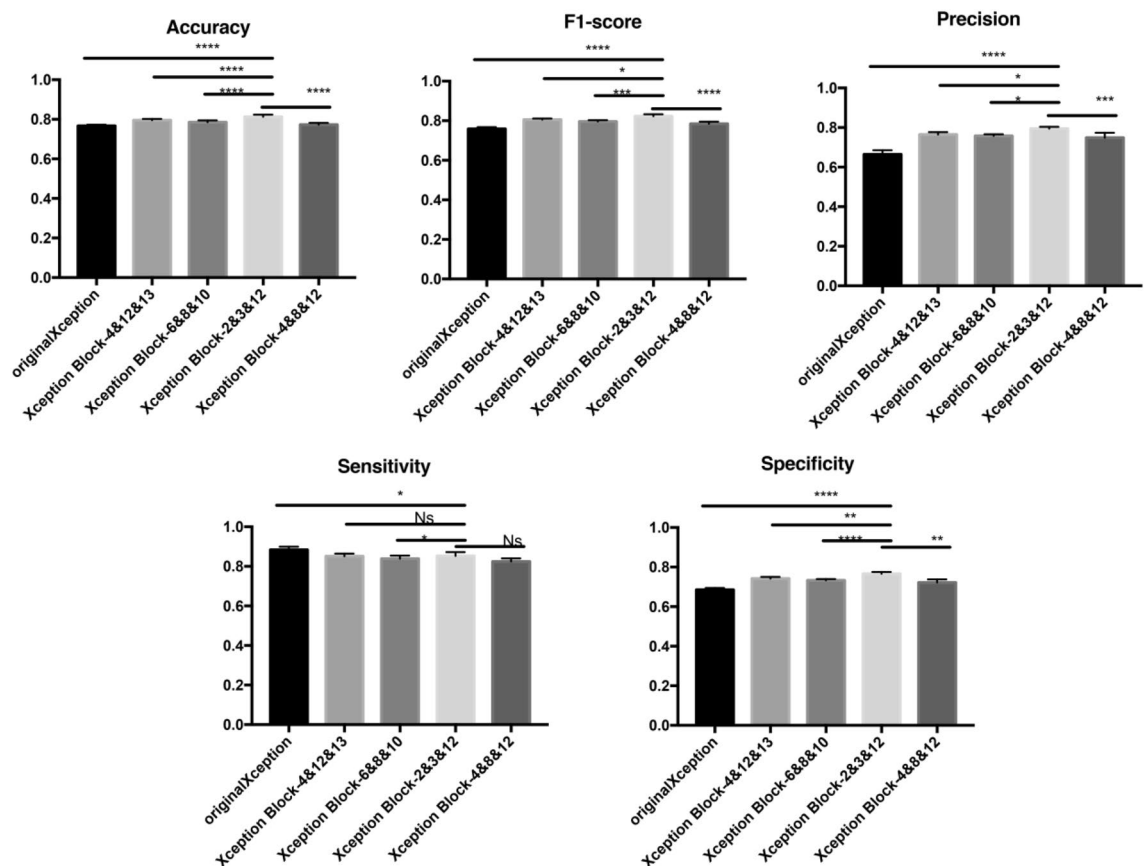 Accuracy
****
****
****
****
1.0
0.8
0.6
0.4
0.2
0.0
originalXception
Xception Block-4&12&13
Xception Block-6&8&10
Xception Block-2&3&12
Xception Block-4&8&12
F1-score
****
*
***
****
1.0
0.8
0.6
0.4
0.2
0.0
originalXception
Xception Block-4&12&13
Xception Block-6&8&10
Xception Block-2&3&12
Xception Block-4&8&12
Precision
****
*
*
***
1.0
0.8
0.6
0.4
0.2
0.0
originalXception
Xception Block-4&12&13
Xception Block-6&8&10
Xception Block-2&3&12
Xception Block-4&8&12
Sensitivity
*
Ns
*
Ns
1.0
0.8
0.6
0.4
0.2
0.0
originalXception
Xception Block-4&12&13
Xception Block-6&8&10
Xception Block-2&3&12
Xception Block-4&8&12
Specificity
****
**
****
**
1.0
0.8
0.6
0.4
0.2
0.0
originalXception
Xception Block-4&12&13
Xception Block-6&8&10
Xception Block-2&3&12
Xception Block-4&8&12